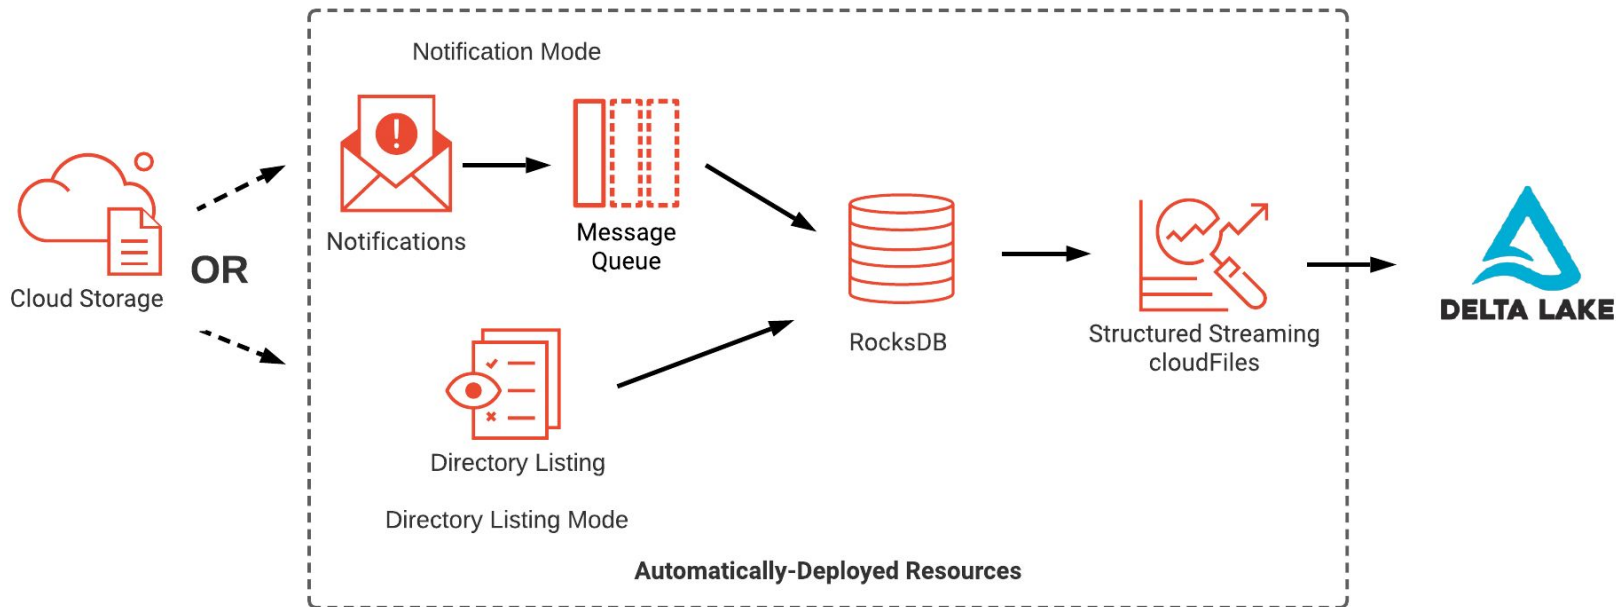 Notification Mode
Notifications
Message
Queue
Cloud Storage
OR
RocksDB
Structured Streaming
cloudFiles
DELTA LAKE
Directory Listing
Directory Listing Mode
Automatically-Deployed Resources